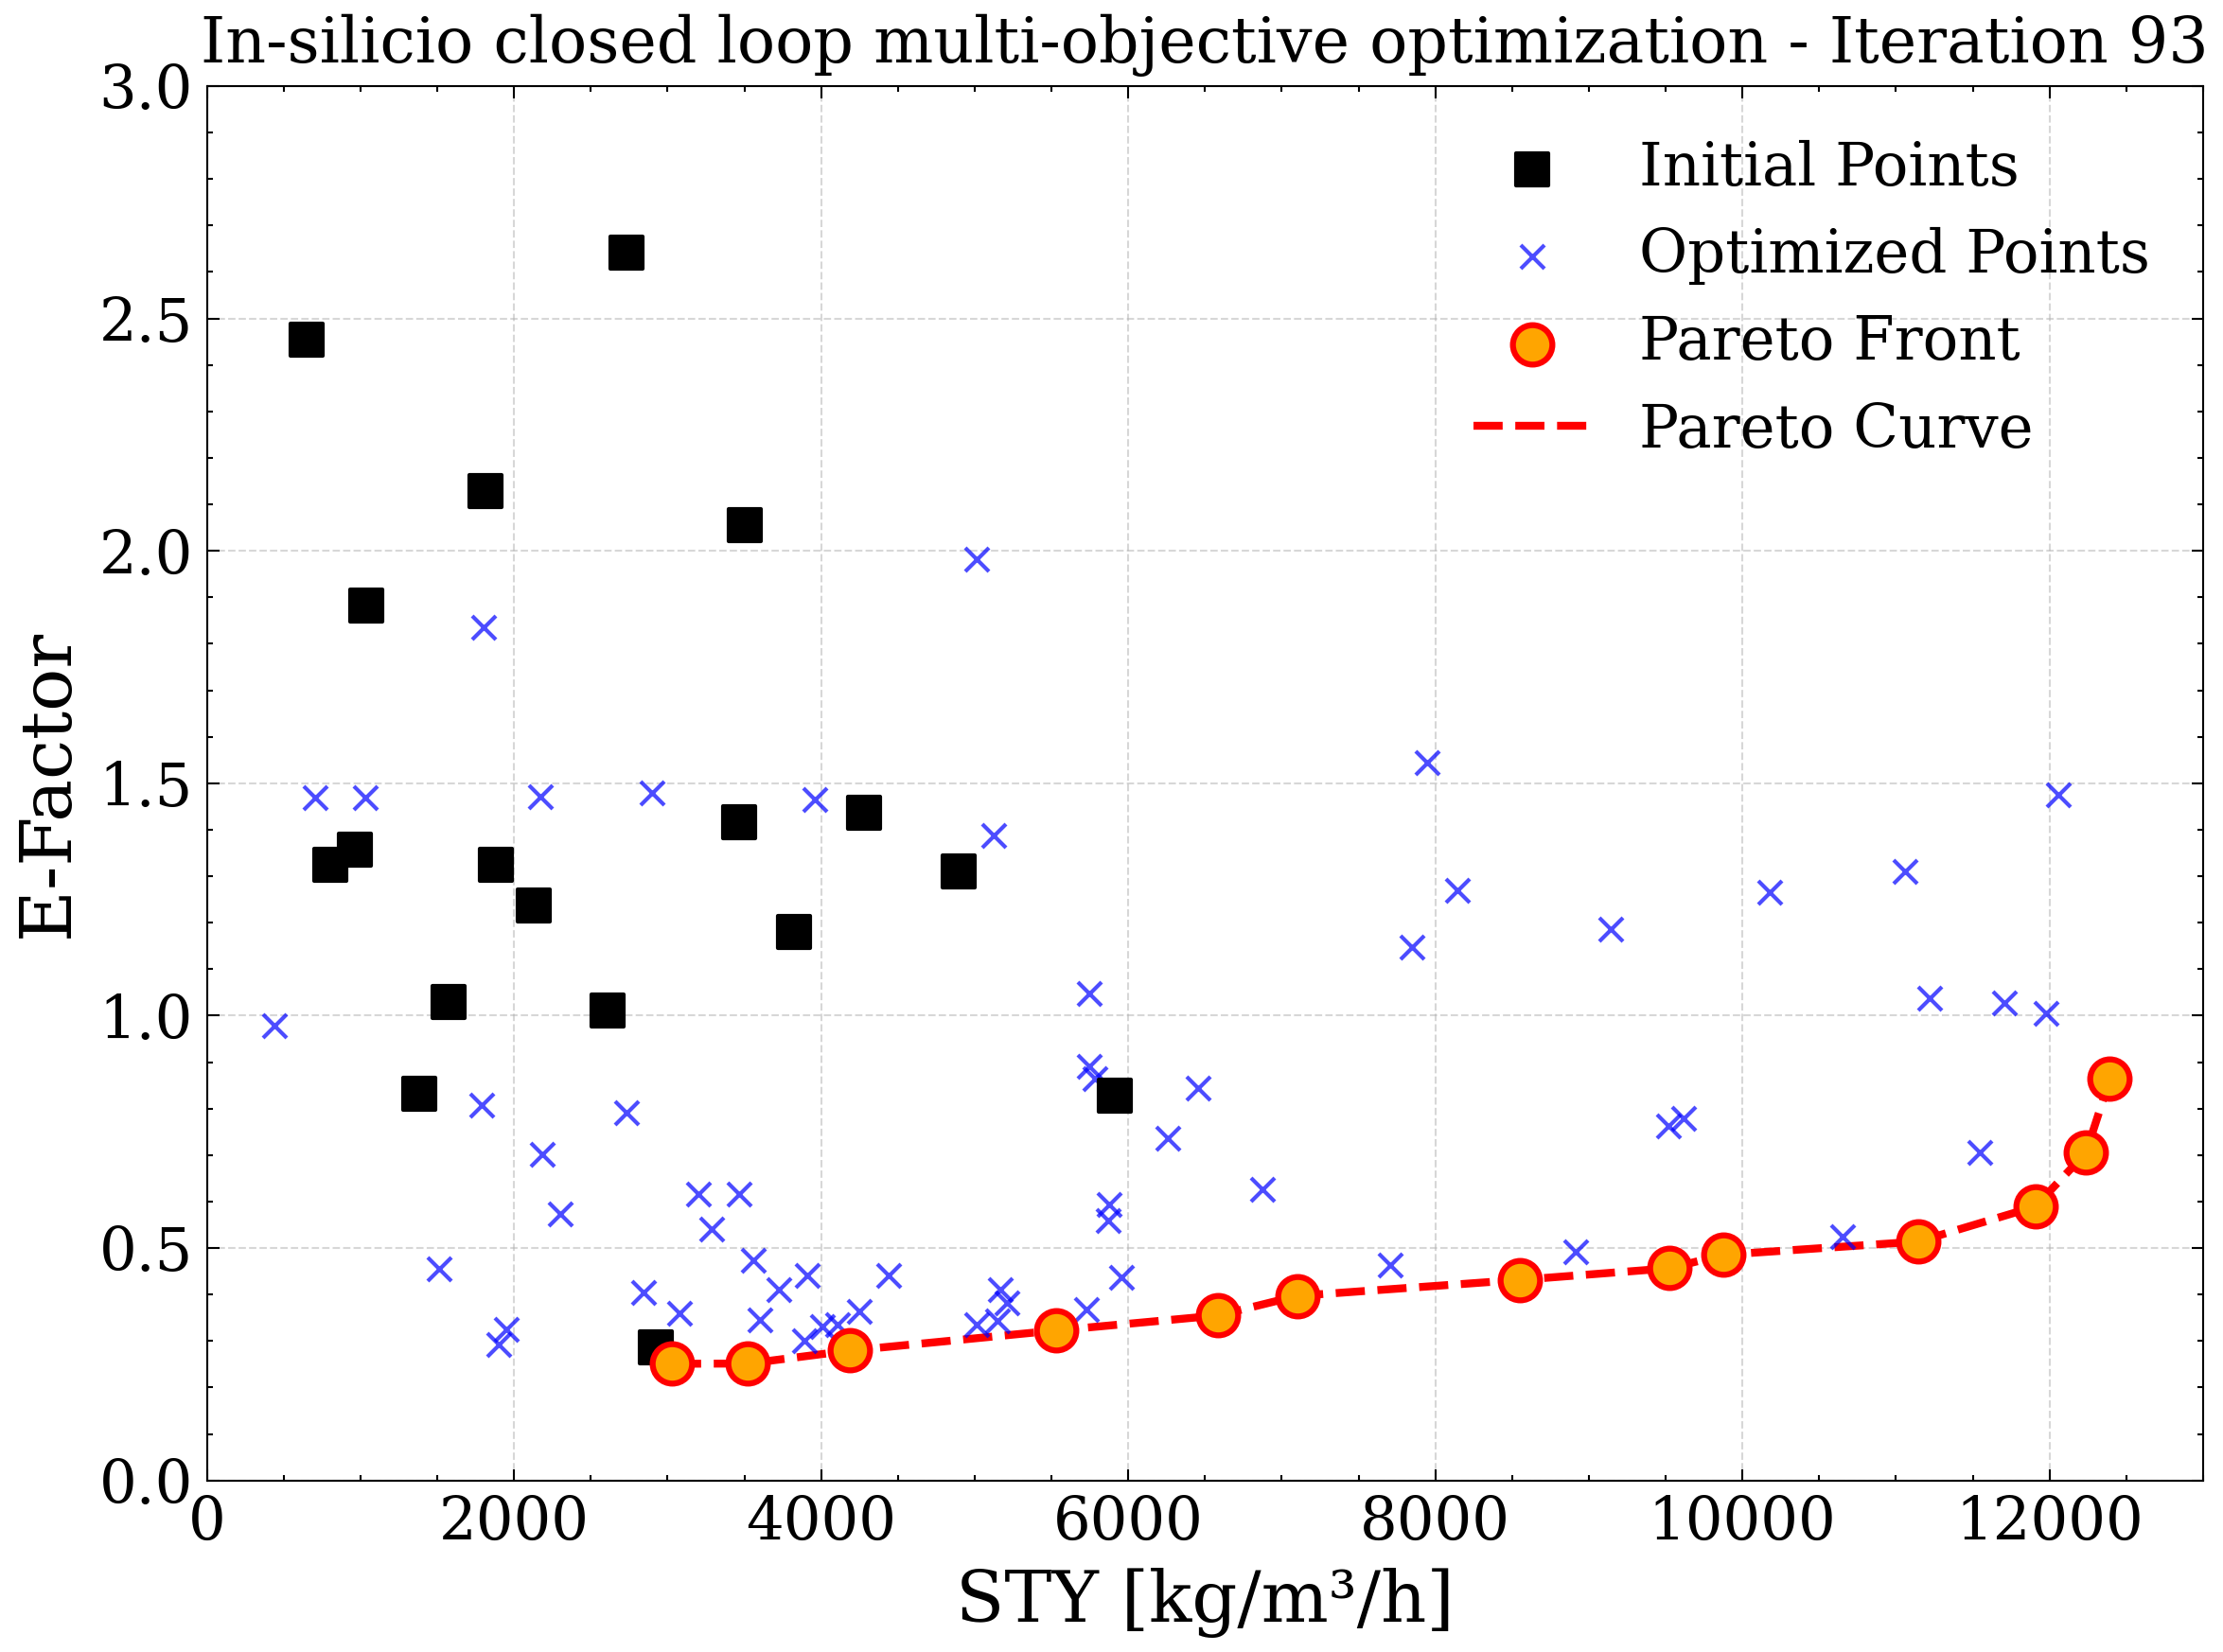 In-silicio closed loop multi-objective optimization - Iteration 93
3.0
2.5
2.0
1.5
1.0
0.5
0.0
E-Factor
Initial Points
Optimized Points
Pareto Front
Pareto Curve
0 2000 4000 6000 8000 10000 12000
STY [kg/m³/h]